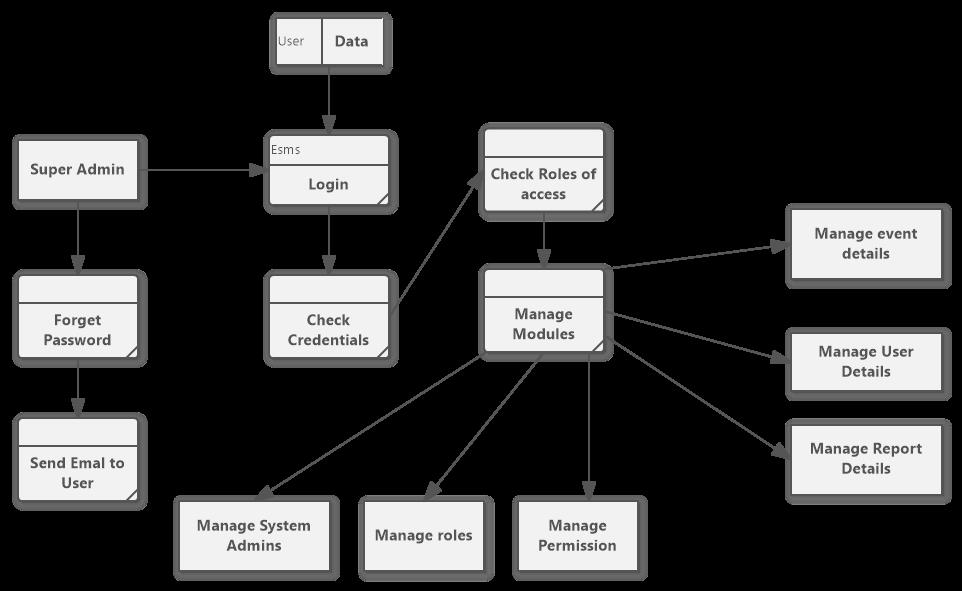 User
Data
Esms
Login
Super Admin
Check Roles of
access
Manage event
details
Forget
Password
Check
Credentials
Manage
Modules
Manage User
Details
Manage Report
Details
Send Emal to
User
Manage System
Admins
Manage roles
Manage
Permission